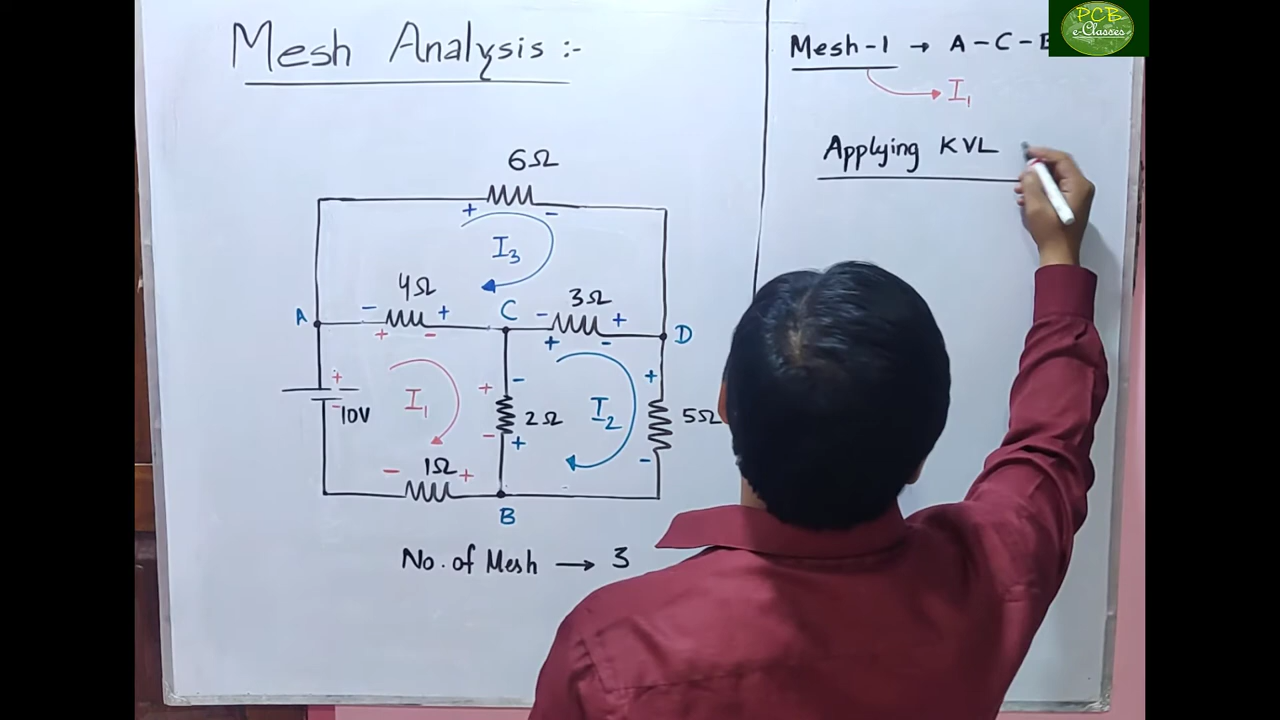 Mesh Analysis :-
PCB
e-Classes
Mesh-1 → A - C - B
I₁
Applying KVL
6Ω
+ -
I₃
4Ω
3Ω
- +
C
- +
A
+ -
+ -
D
+
I₁
+
-
I₂
+
- 10V
2Ω
5Ω
-
+
-
- 1Ω +
B
No. of Mesh → 3